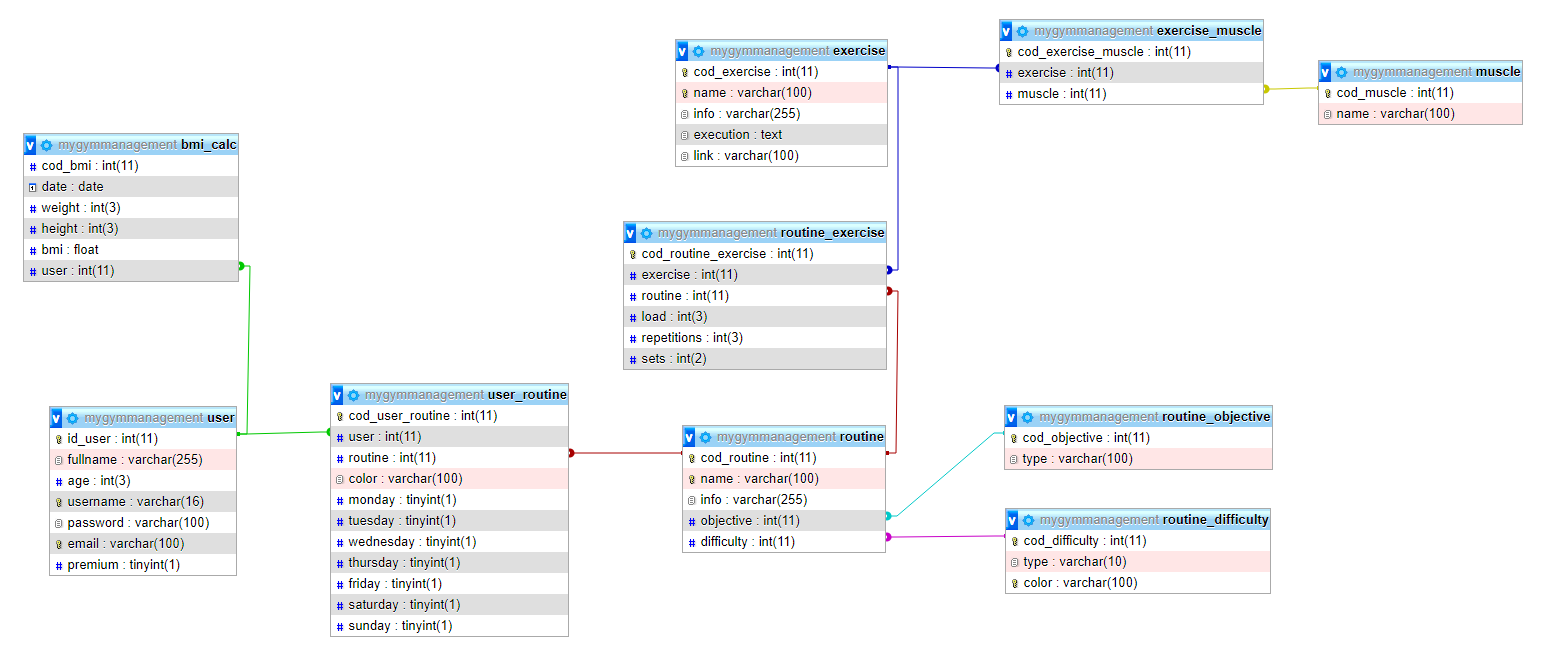 mygymmanagement exercise
cod_exercise : int(11)
name : varchar(100)
info : varchar(255)
execution : text
link : varchar(100)
mygymmanagement exercise_muscle
cod_exercise_muscle : int(11)
exercise : int(11)
muscle : int(11)
mygymmanagement muscle
cod_muscle : int(11)
name : varchar(100)
mygymmanagement bmi_calc
cod_bmi : int(11)
date : date
weight : int(3)
height : int(3)
bmi : float
user : int(11)
mygymmanagement routine_exercise
cod_routine_exercise : int(11)
exercise : int(11)
routine : int(11)
load : int(3)
repetitions : int(3)
sets : int(2)
mygymmanagement user
id_user : int(11)
fullname : varchar(255)
age : int(3)
username : varchar(16)
password : varchar(100)
email : varchar(100)
premium : tinyint(1)
mygymmanagement user_routine
cod_user_routine : int(11)
user : int(11)
routine : int(11)
color : varchar(100)
monday : tinyint(1)
tuesday : tinyint(1)
wednesday : tinyint(1)
thursday : tinyint(1)
friday : tinyint(1)
saturday : tinyint(1)
sunday : tinyint(1)
mygymmanagement routine
cod_routine : int(11)
name : varchar(100)
info : varchar(255)
objective : int(11)
difficulty : int(11)
mygymmanagement routine_objective
cod_objective : int(11)
type : varchar(100)
mygymmanagement routine_difficulty
cod_difficulty : int(11)
type : varchar(10)
color : varchar(100)